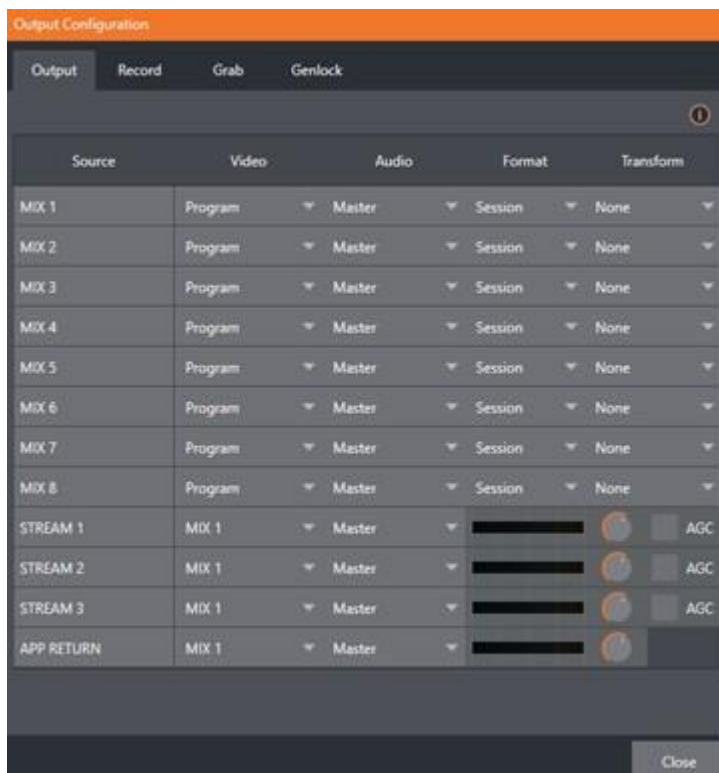 Output Configuration
Output Record Grab Genlock
Source Video Audio Format Transform
MIX 1 Program Master Session None
MIX 2 Program Master Session None
MIX 3 Program Master Session None
MIX 4 Program Master Session None
MIX 5 Program Master Session None
MIX 6 Program Master Session None
MIX 7 Program Master Session None
MIX 8 Program Master Session None
STREAM 1 MIX 1 Master AGC
STREAM 2 MIX 1 Master AGC
STREAM 3 MIX 1 Master AGC
APP RETURN MIX 1 Master
Close